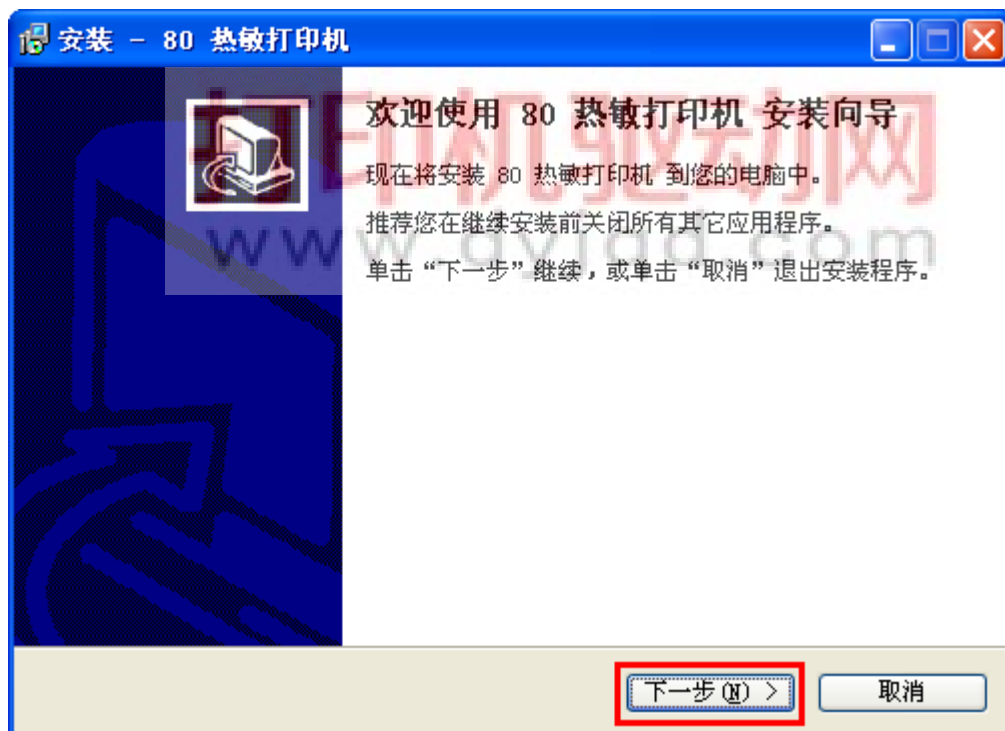 安装 - 80 热敏打印机
打印机驱动网
www.dyjqd.com
欢迎使用 80 热敏打印机 安装向导
现在将安装 80 热敏打印机 到您的电脑中。
推荐您在继续安装前关闭所有其它应用程序。
单击“下一步”继续，或单击“取消”退出安装程序。
下一步(N) >
取消